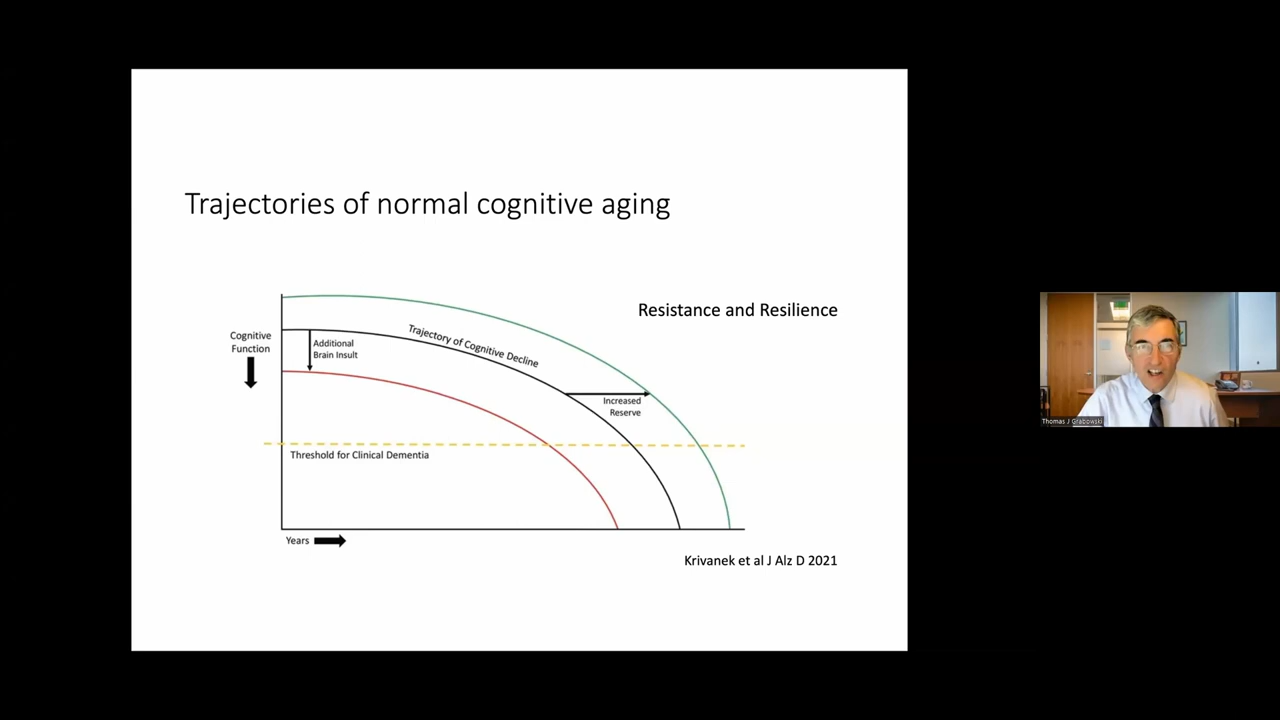 Trajectories of normal cognitive aging
Resistance and Resilience
Cognitive
Function
Additional
Brain Insult
Trajectory of Cognitive Decline
Increased
Reserve
Threshold for Clinical Dementia
Years
Krivanek et al J Alz D 2021
Thomas J Grabowski